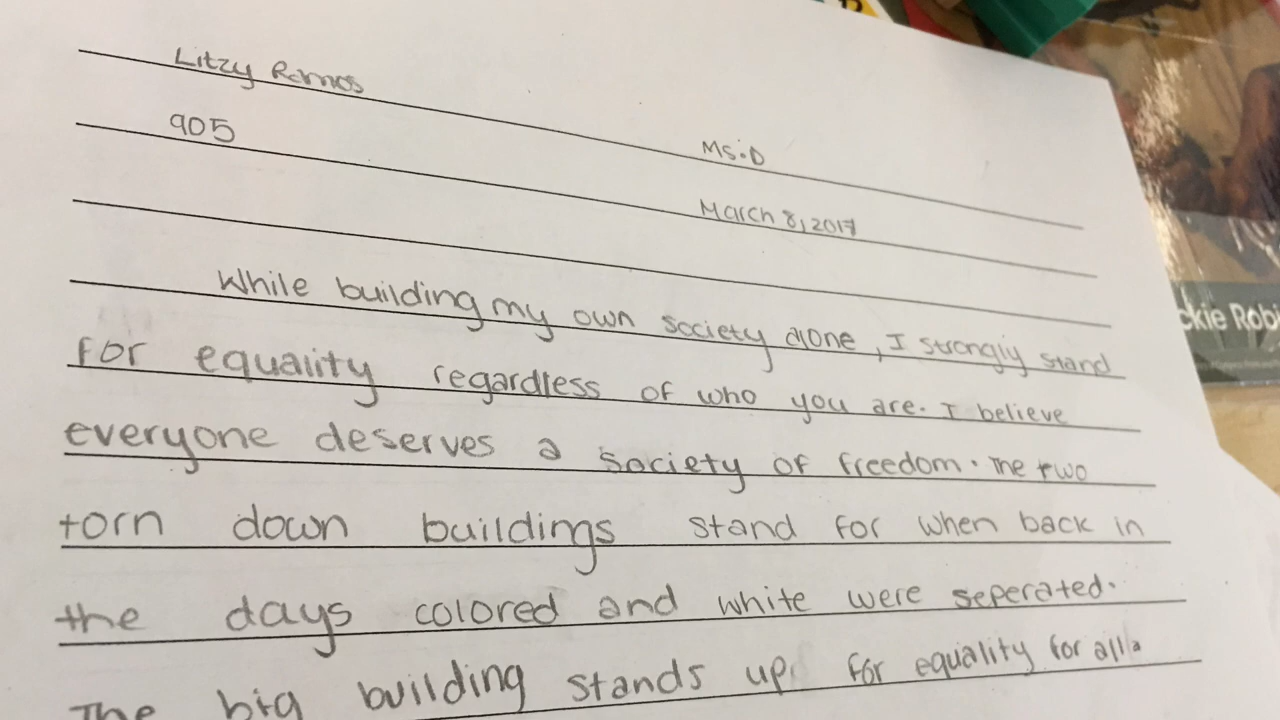 Litzy Ramos
905
Ms.D
March 8, 2017
While building my own society alone, I strongly stand
for equality regardless of who you are. I believe
everyone deserves a society of freedom. The two
torn down buildings stand for when back in
the days colored and white were seperated.
The big building stands up for equality for all.
ckie Robi